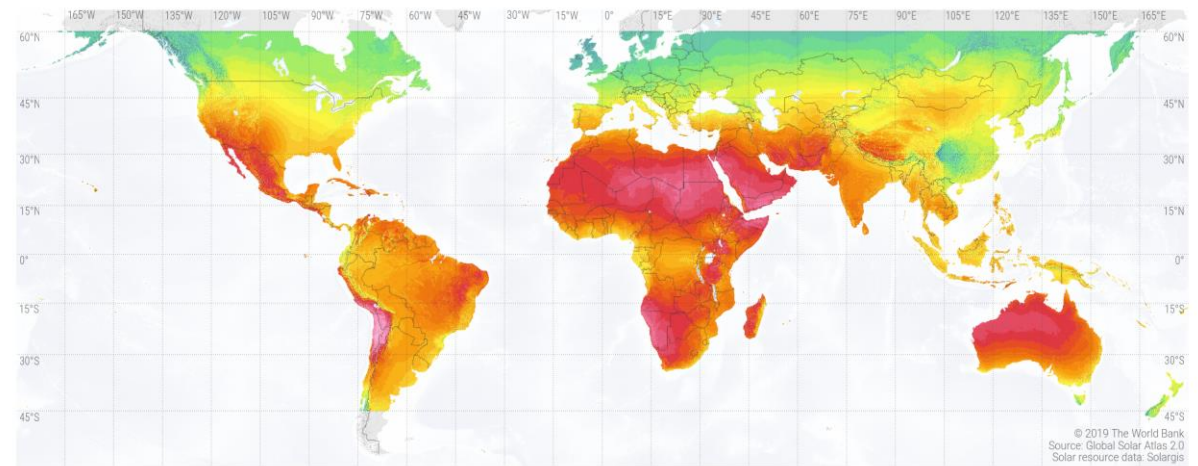 165°W 150°W 135°W 120°W 105°W 90°W 75°W 60°W 45°W 30°W 15°W 0° 15°E 30°E 45°E 60°E 75°E 90°E 105°E 120°E 135°E 150°E 165°E
60°N 60°N
45°N 45°N
30°N 30°N
15°N 15°N
0° 0°
15°S 15°S
30°S 30°S
45°S 45°S
© 2019 The World Bank
Source: Global Solar Atlas 2.0
Solar resource data: Solargis